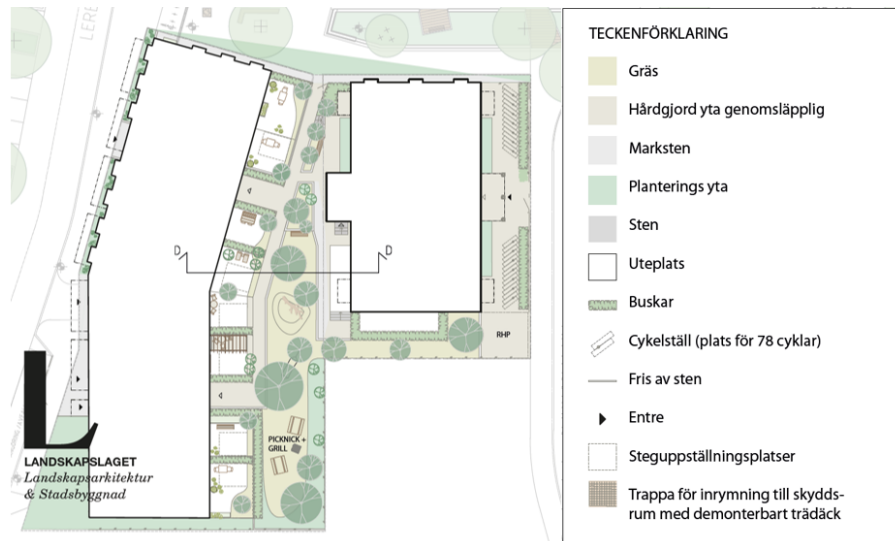 LERE
D
D
RHP
PICKNICK +
GRILL
LANDSKAPSLAGET
Landskapsarkitektur
& Stadsbyggnad
TECKENFÖRKLARING
Gräs
Hårdgjord yta genomsläpplig
Marksten
Planterings yta
Sten
Uteplats
Buskar
Cykelställ (plats för 78 cyklar)
Fris av sten
Entre
Steguppställningsplatser
Trappa för inrymning till skydds-
rum med demonterbart trädäck